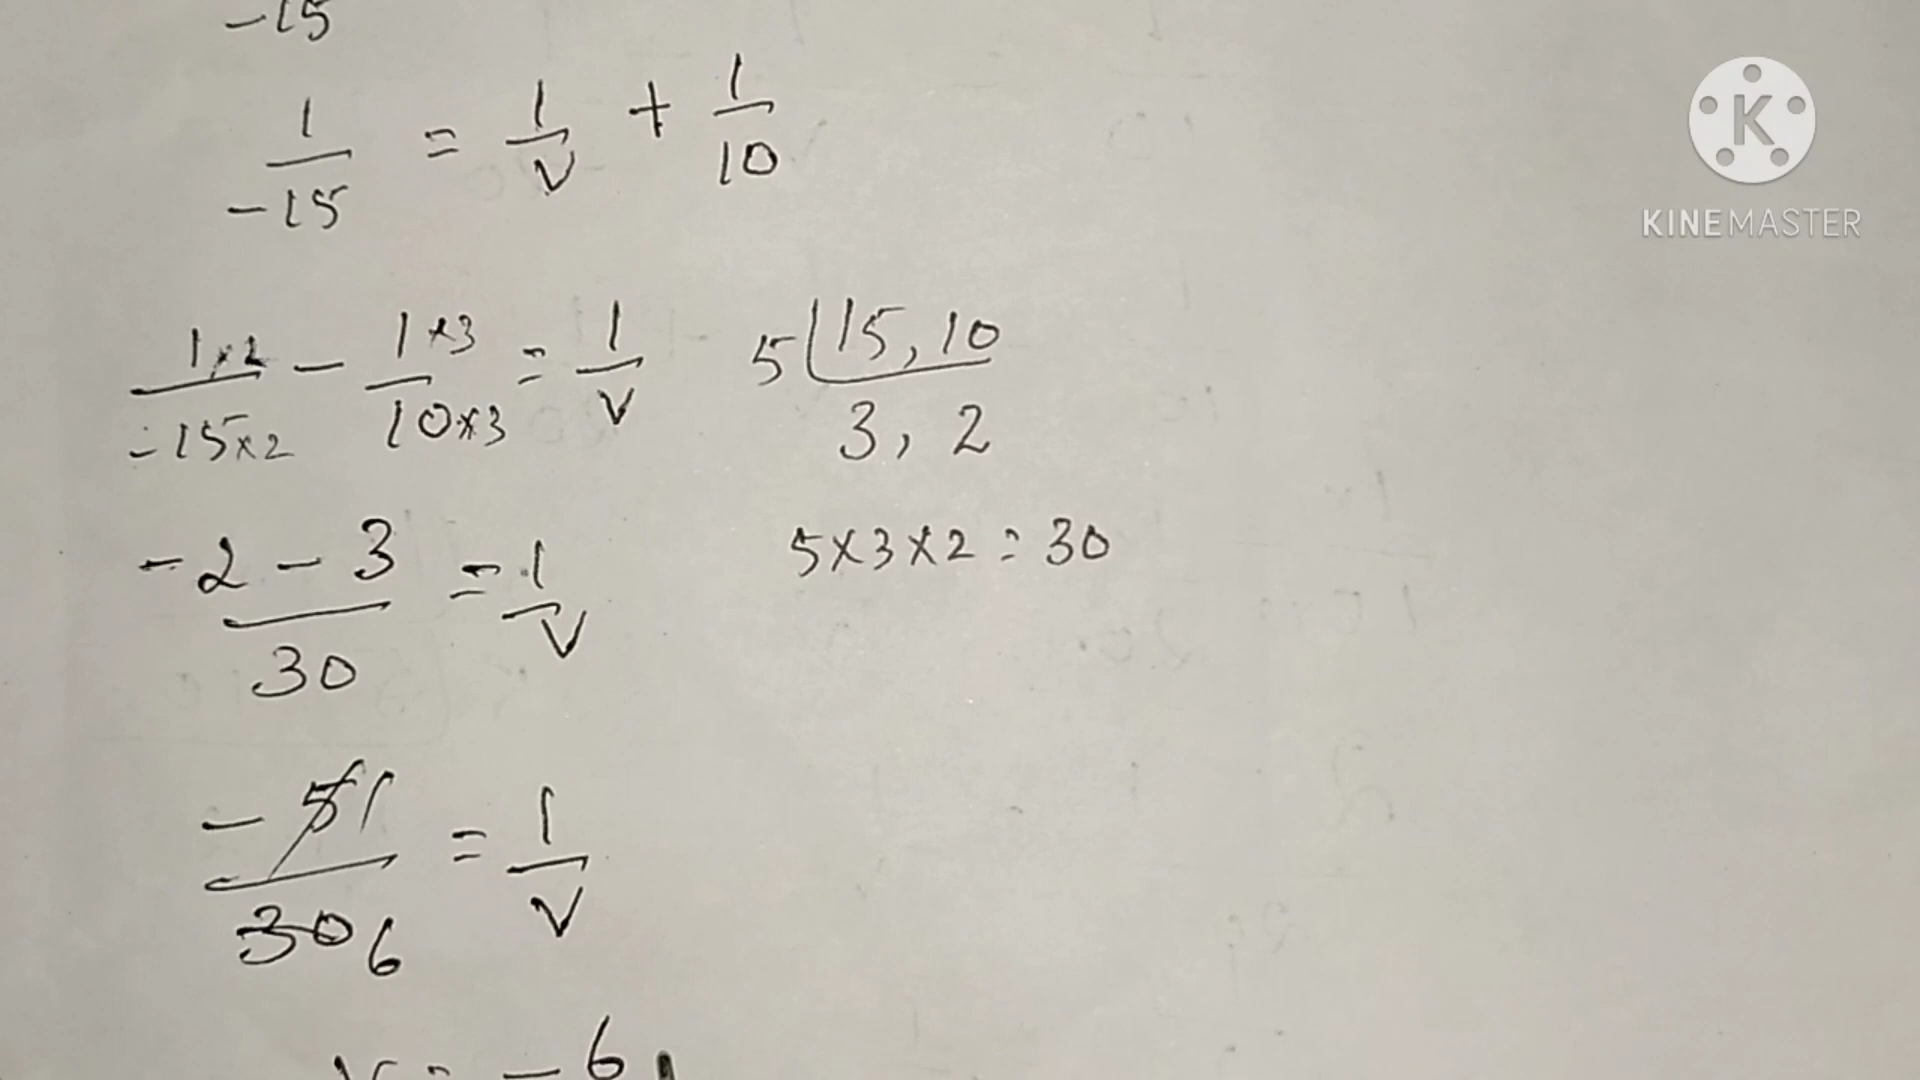 -15
1/-15 = 1/v + 1/10
1×2/-15×2 - 1×3/10×3 = 1/v
5 | 15, 10
3, 2
-2 - 3/30 = 1/v
5×3×2 = 30
-5 1/30 6 = 1/v
v = -6
K
KINEMASTER